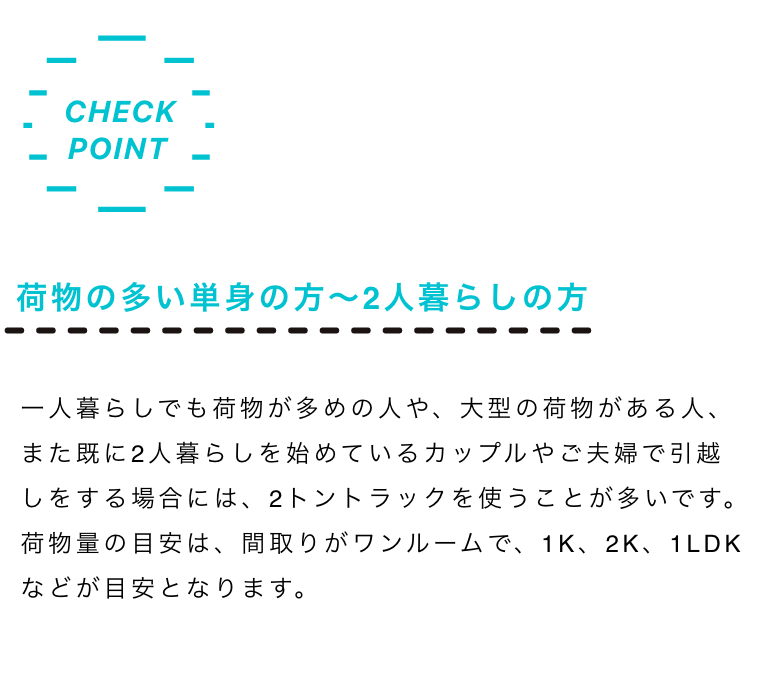 CHECK
POINT
荷物の多い単身の方〜2人暮らしの方
一人暮らしでも荷物が多めの人や、大型の荷物がある人、
また既に2人暮らしを始めているカップルやご夫婦で引越
しをする場合には、2トントラックを使うことが多いです。
荷物量の目安は、間取りがワンルームで、1K、2K、1LDK
などが目安となります。